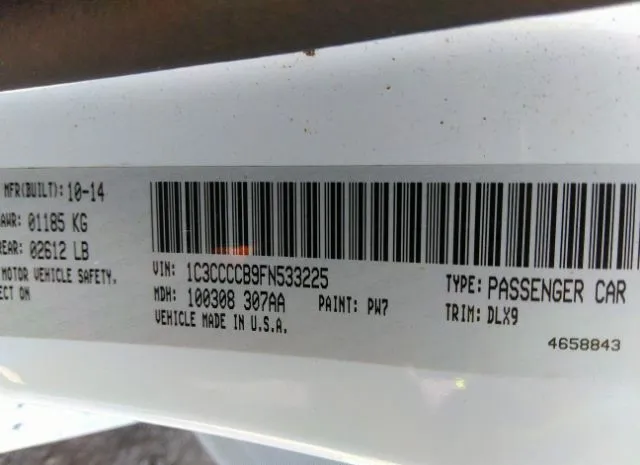 MFR(BUILT): 10-14
AWR: 01185 KG
REAR: 02612 LB
MOTOR VEHICLE SAFETY,
ECT ON
VIN: 1C3CCCCB9FN533225
MDH: 100308 307AA PAINT: PW7
VEHICLE MADE IN U.S.A.
TYPE: PASSENGER CAR
TRIM: DLX9
4658843